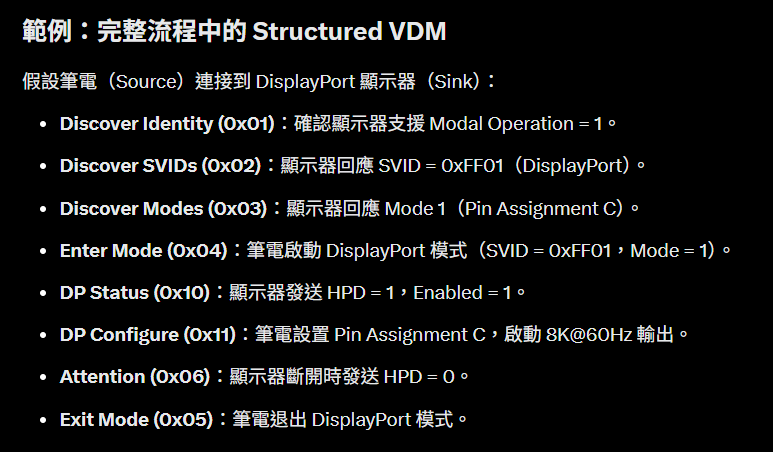 範例：完整流程中的 Structured VDM
假設筆電（Source）連接到 DisplayPort 顯示器（Sink）：
• Discover Identity (0x01)：確認顯示器支援 Modal Operation = 1。
• Discover SVIDs (0x02)：顯示器回應 SVID = 0xFF01（DisplayPort）。
• Discover Modes (0x03)：顯示器回應 Mode 1（Pin Assignment C）。
• Enter Mode (0x04)：筆電啟動 DisplayPort 模式（SVID = 0xFF01，Mode = 1）。
• DP Status (0x10)：顯示器發送 HPD = 1，Enabled = 1。
• DP Configure (0x11)：筆電設置 Pin Assignment C，啟動 8K@60Hz 輸出。
• Attention (0x06)：顯示器斷開時發送 HPD = 0。
• Exit Mode (0x05)：筆電退出 DisplayPort 模式。